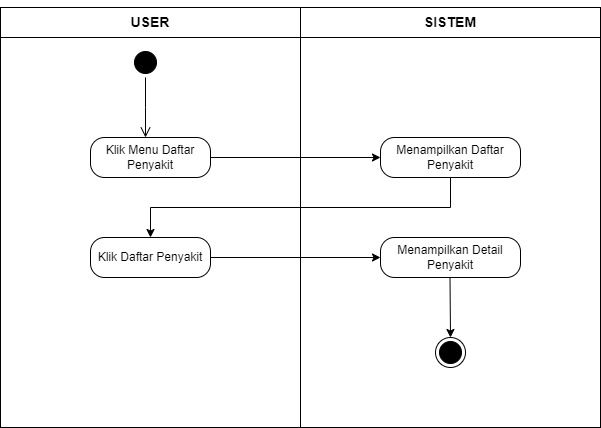 USER
SISTEM
Klik Menu Daftar
Penyakit
Menampilkan Daftar
Penyakit
Klik Daftar Penyakit
Menampilkan Detail
Penyakit